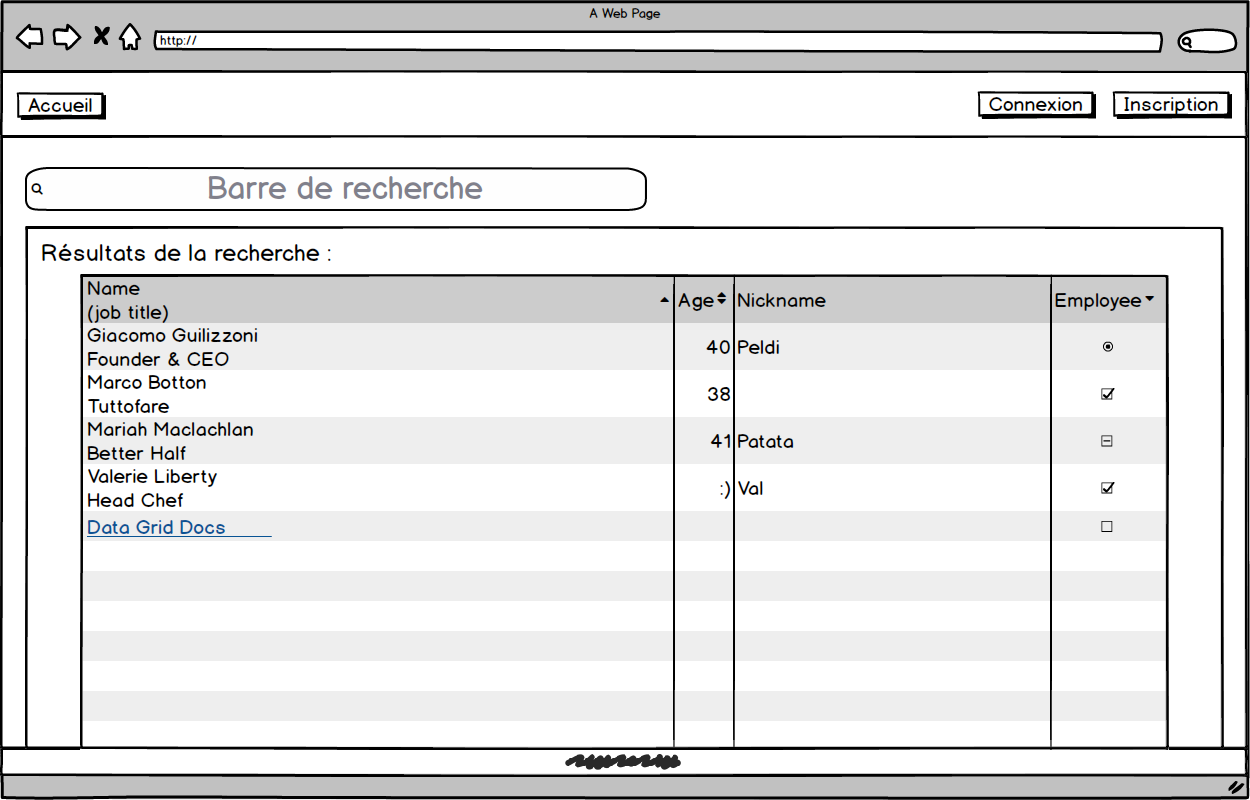 A Web Page
http://
Accueil
Connexion
Inscription
Barre de recherche
Résultats de la recherche :
Name
(job title)
Age
Nickname
Employee
Giacomo Guilizzoni
Founder & CEO
40
Peldi
Marco Botton
Tuttofare
38
Mariah Maclachlan
Better Half
41
Patata
Valerie Liberty
Head Chef
:)
Val
Data Grid Docs